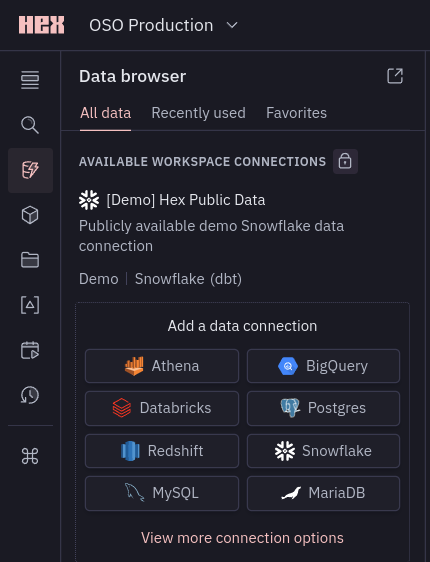 HEX OSO Production
Data browser
All data Recently used Favorites
AVAILABLE WORKSPACE CONNECTIONS
[Demo] Hex Public Data
Publicly available demo Snowflake data
connection
Demo Snowflake (dbt)
Add a data connection
Athena BigQuery
Databricks Postgres
Redshift Snowflake
MySQL MariaDB
View more connection options